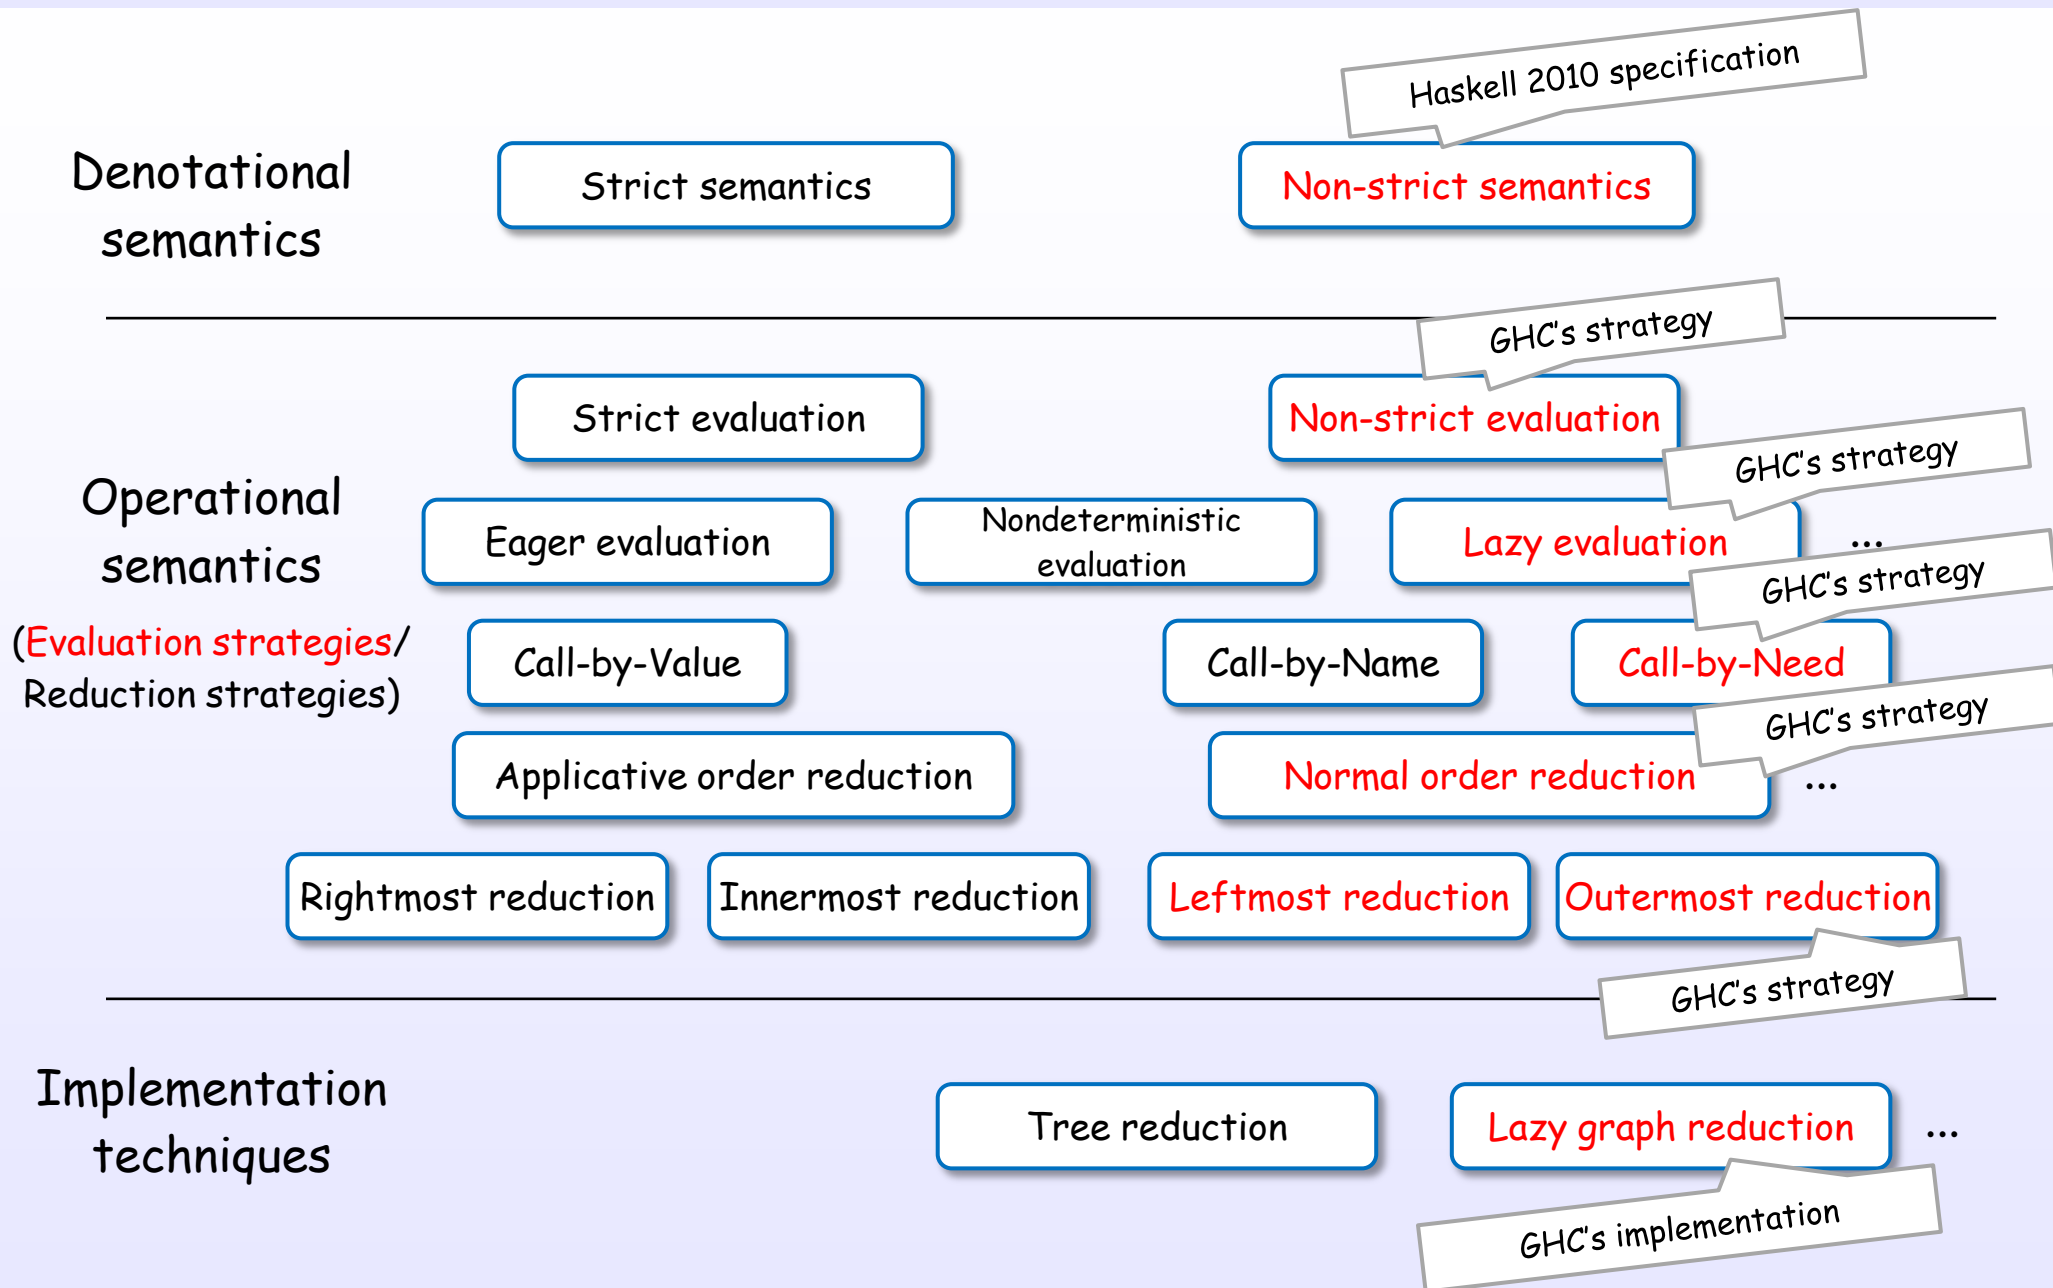 Haskell 2010 specification
Denotational
semantics
Strict semantics
Non-strict semantics
GHC's strategy
Strict evaluation
Non-strict evaluation
GHC's strategy
Operational
semantics
(Evaluation strategies/
Reduction strategies)
Eager evaluation
Nondeterministic
evaluation
Lazy evaluation
...
GHC's strategy
Call-by-Value
Call-by-Name
Call-by-Need
GHC's strategy
Applicative order reduction
Normal order reduction
...
Rightmost reduction
Innermost reduction
Leftmost reduction
Outermost reduction
GHC's strategy
Implementation
techniques
Tree reduction
Lazy graph reduction
...
GHC's implementation